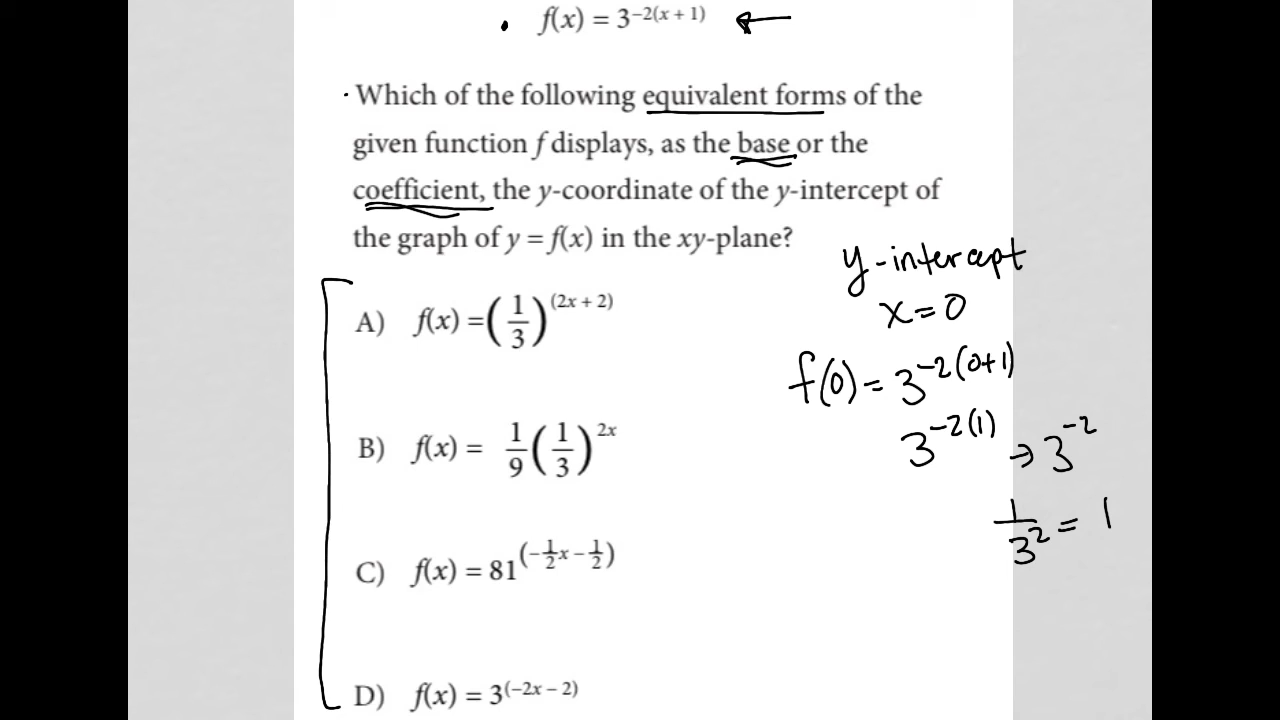 f(x) = 3^{-2(x + 1)}
Which of the following equivalent forms of the
given function f displays, as the base or the
coefficient, the y-coordinate of the y-intercept of
the graph of y = f(x) in the xy-plane?
A) f(x) = (1/3)^{(2x + 2)}
B) f(x) = 1/9 (1/3)^{2x}
C) f(x) = 81^{(-1/2 x - 1/2)}
D) f(x) = 3^{(-2x - 2)}
y-intercept
x = 0
f(0) = 3^{-2(0+1)}
3^{-2(1)} → 3^{-2}
1/3^2 = 1